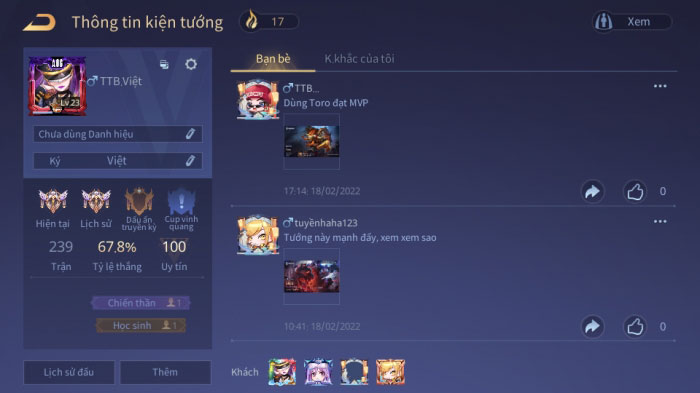 Thông tin kiện tướng
17
Xem
Lv.23
TTB.Việt
Chưa dùng Danh hiệu
Ký Việt
Hiện tại
Lịch sử
Dấu ấn truyền kỳ
Cup vinh quang
239
67.8%
100
Trận
Tỷ lệ thắng
Uy tín
Chiến thần 1
Học sinh 1
Lịch sử đấu
Thêm
Bạn bè
K.khắc của tôi
TTB...
Dùng Toro đạt MVP
17:14: 18/02/2022
0
tuyềnhaha123
Tướng này mạnh đấy, xem xem sao
10:41: 18/02/2022
0
Khách